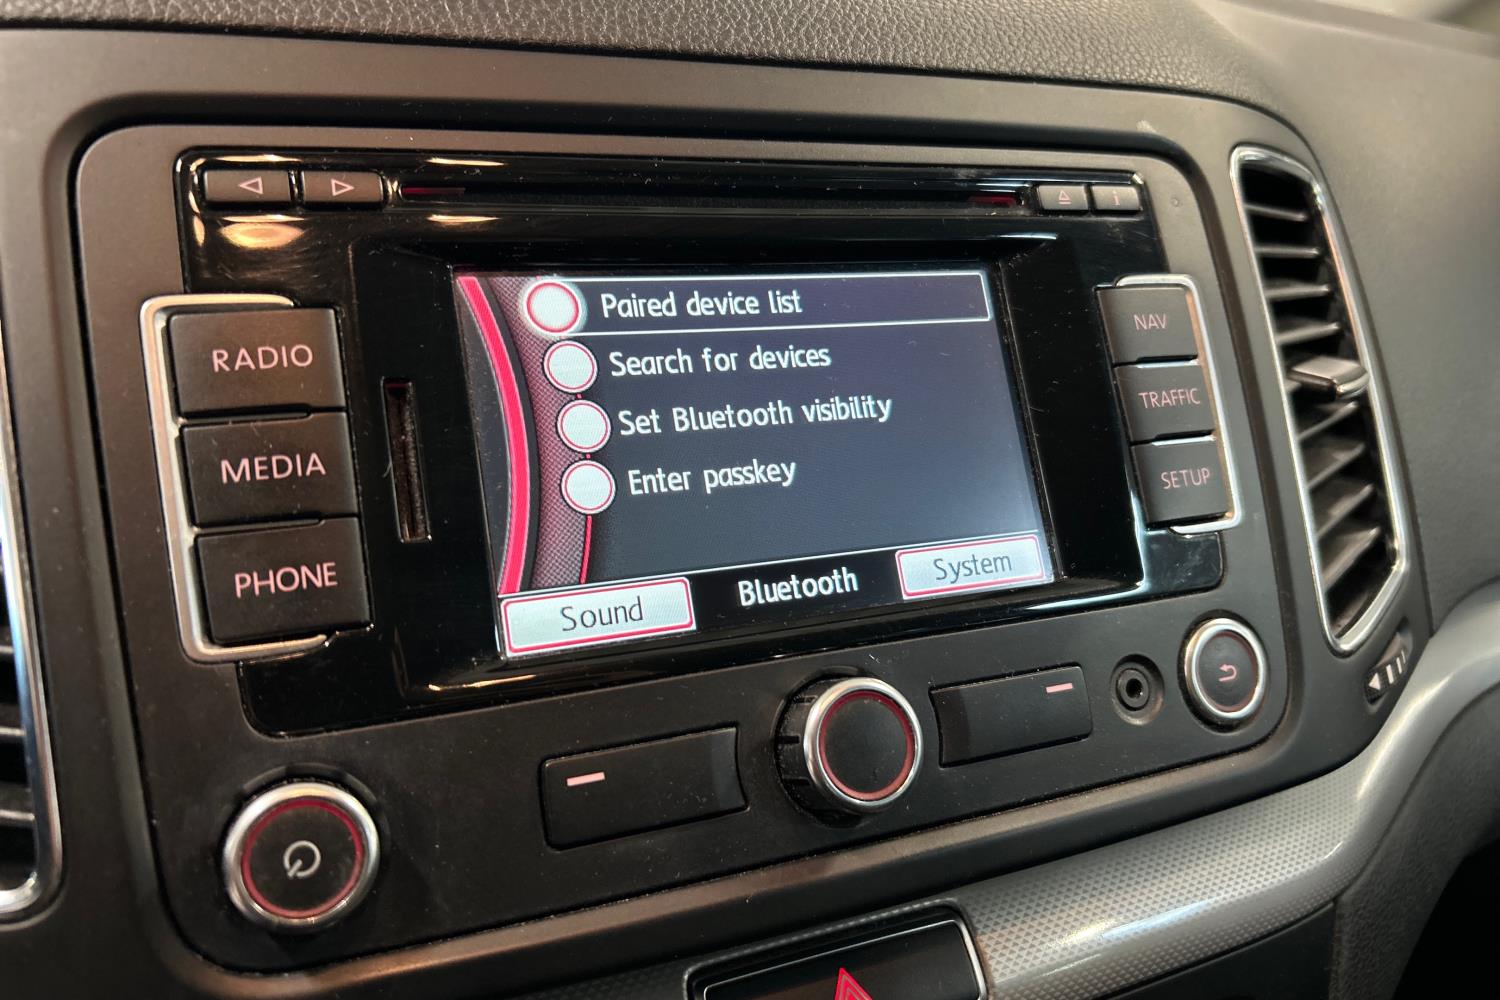 i
RADIO
MEDIA
PHONE
Paired device list
Search for devices
Set Bluetooth visibility
Enter passkey
Sound
Bluetooth
System
NAV
TRAFFIC
SETUP